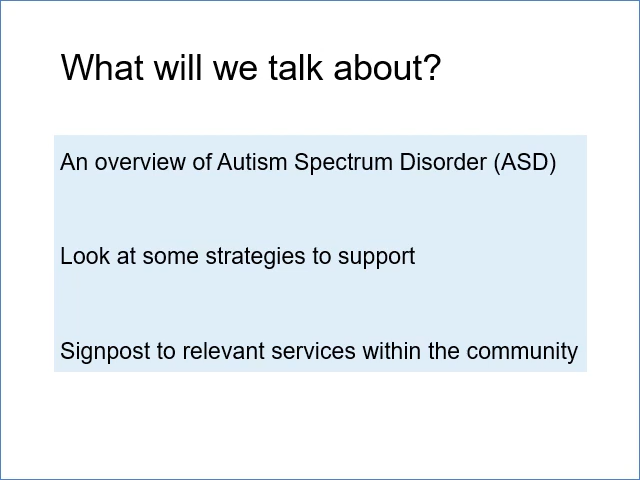 What will we talk about?
An overview of Autism Spectrum Disorder (ASD)
Look at some strategies to support
Signpost to relevant services within the community